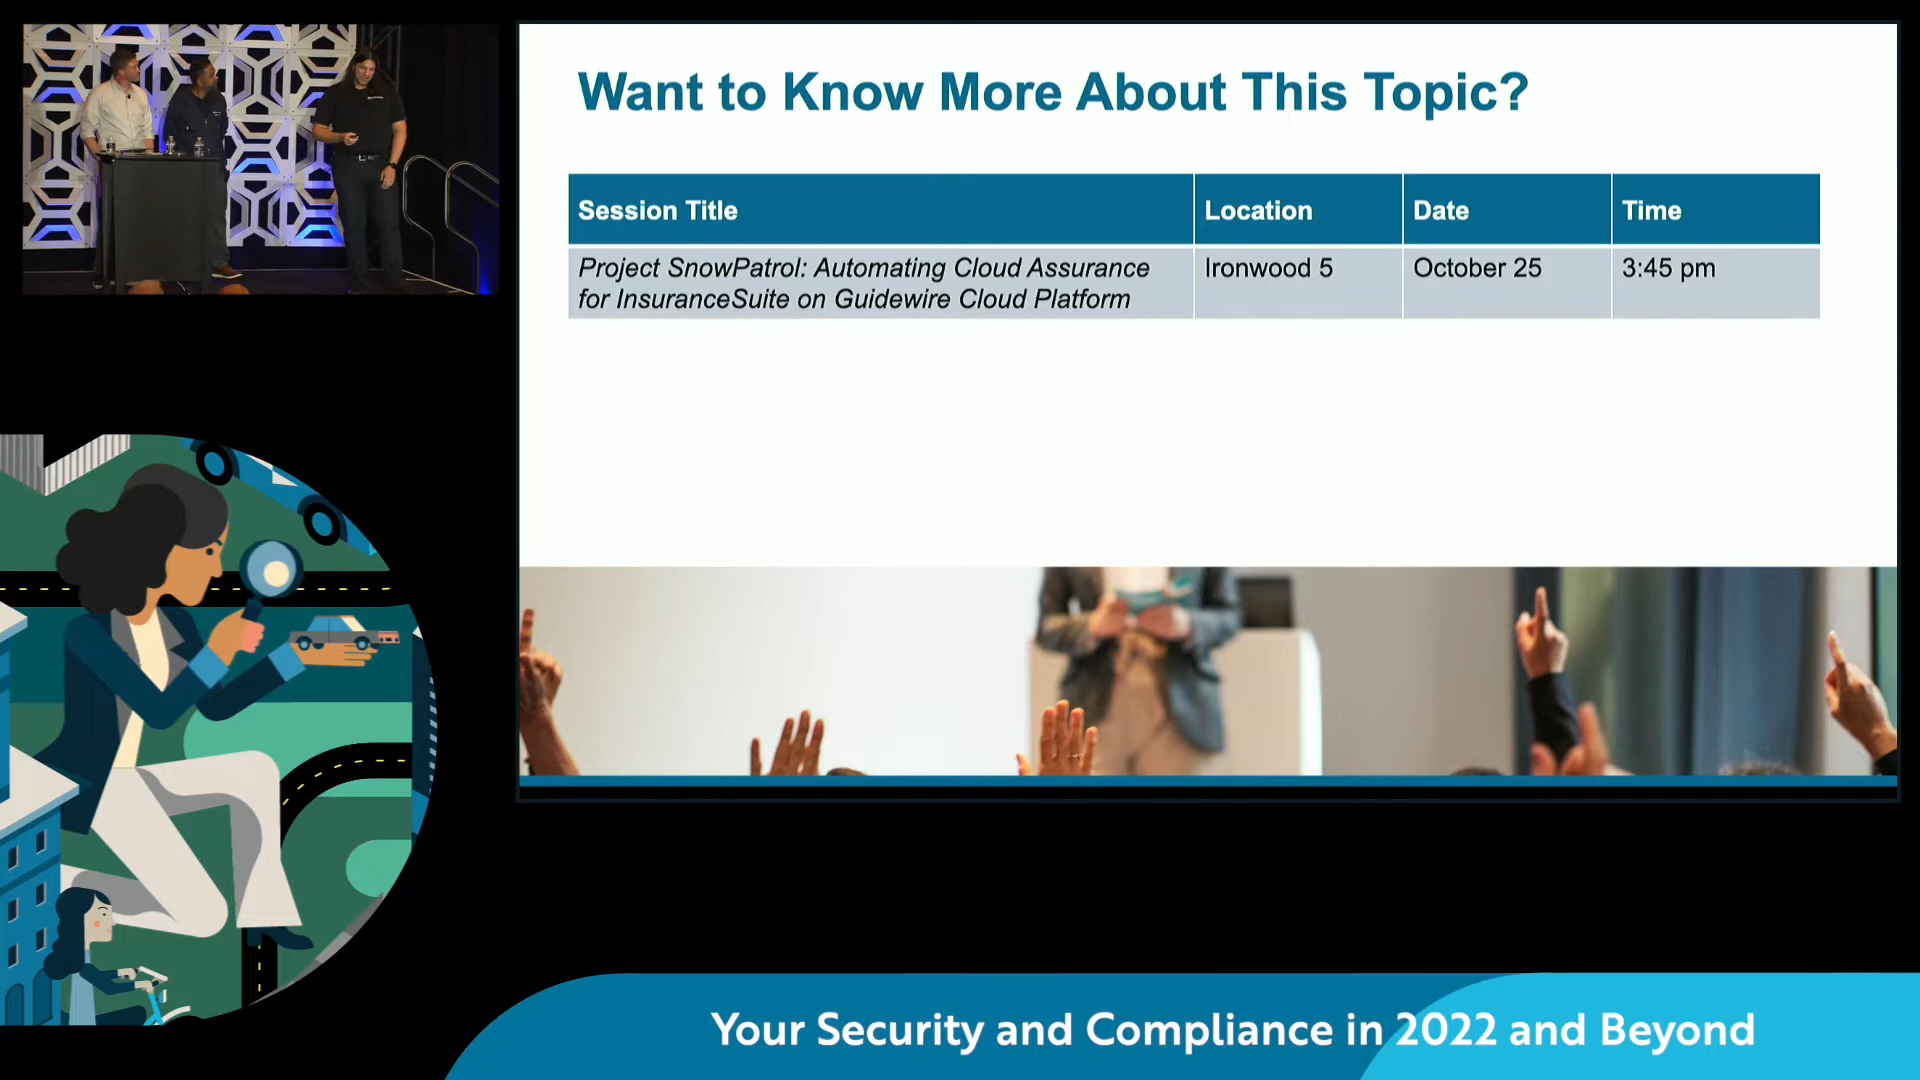 Want to Know More About This Topic?
Session Title
Location
Date
Time
Project SnowPatrol: Automating Cloud Assurance
for InsuranceSuite on Guidewire Cloud Platform
Ironwood 5
October 25
3:45 pm
Your Security and Compliance in 2022 and Beyond